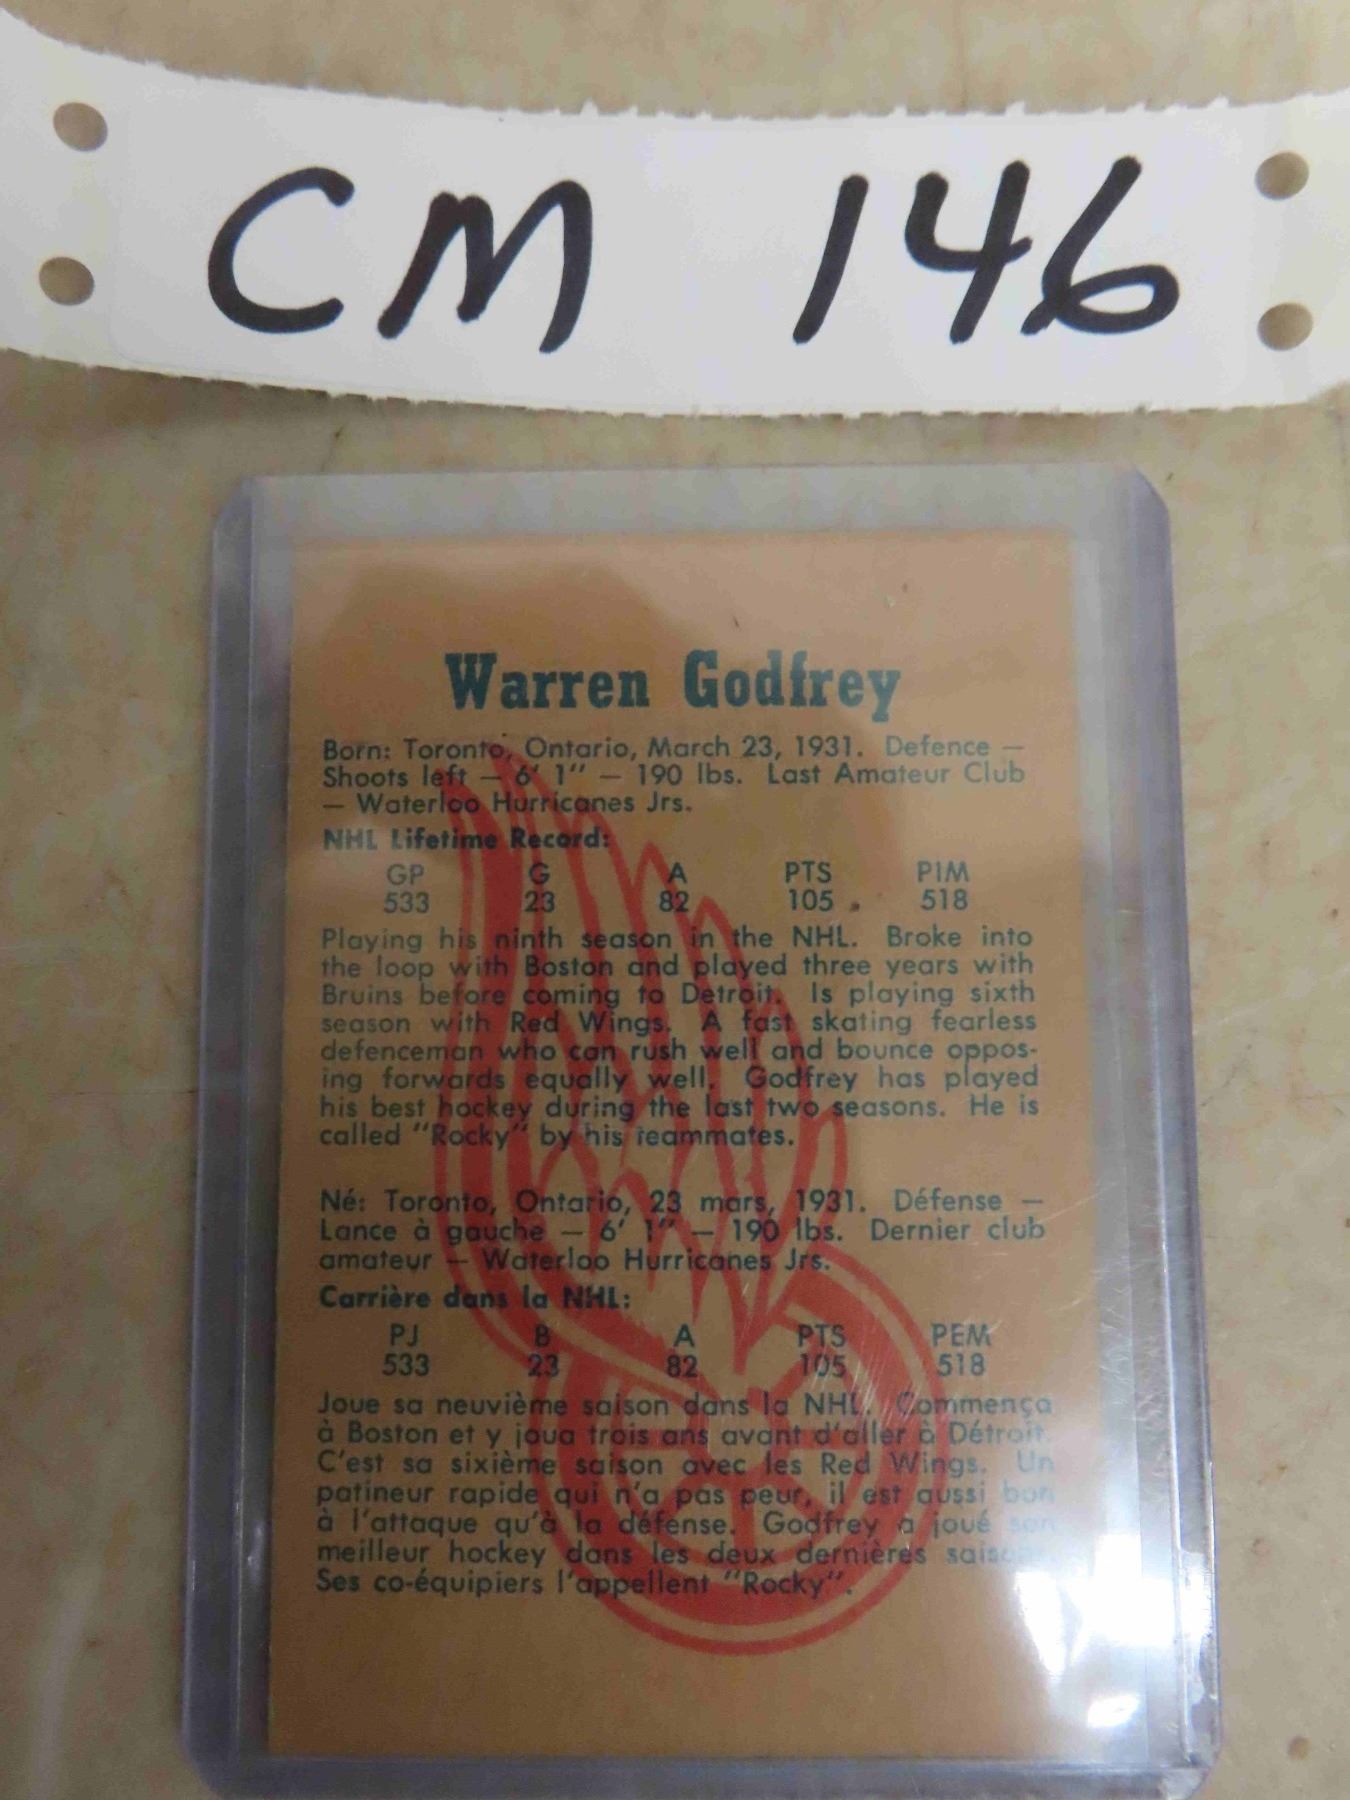 CM 146
Warren Godfrey
Born: Toronto, Ontario, March 23, 1931. Defence —
Shoots left — 6' 1" — 190 lbs. Last Amateur Club
— Waterloo Hurricanes Jrs.
NHL Lifetime Record:
GP G A PTS PIM
533 23 82 105 518
Playing his ninth season in the NHL. Broke into
the loop with Boston and played three years with
Bruins before coming to Detroit. Is playing sixth
season with Red Wings. A fast skating fearless
defenceman who can rush well and bounce oppos-
ing forwards equally well. Godfrey has played
his best hockey during the last two seasons. He is
called "Rocky" by his teammates.
Né: Toronto, Ontario, 23 mars, 1931. Défense —
Lance à gauche — 6' 1" — 190 lbs. Dernier club
amateur — Waterloo Hurricanes Jrs.
Carrière dans la NHL:
PJ B A PTS PEM
533 23 82 105 518
Joue sa neuvième saison dans la NHL. Commença
à Boston et y joua trois ans avant d'aller à Détroit.
C'est sa sixième saison avec les Red Wings. Un
patineur rapide qui n'a pas peur, il est aussi bon
à l'attaque qu'à la défense. Godfrey a joué son
meilleur hockey dans les deux dernières
Ses co-équipiers l'appellent "Rocky".